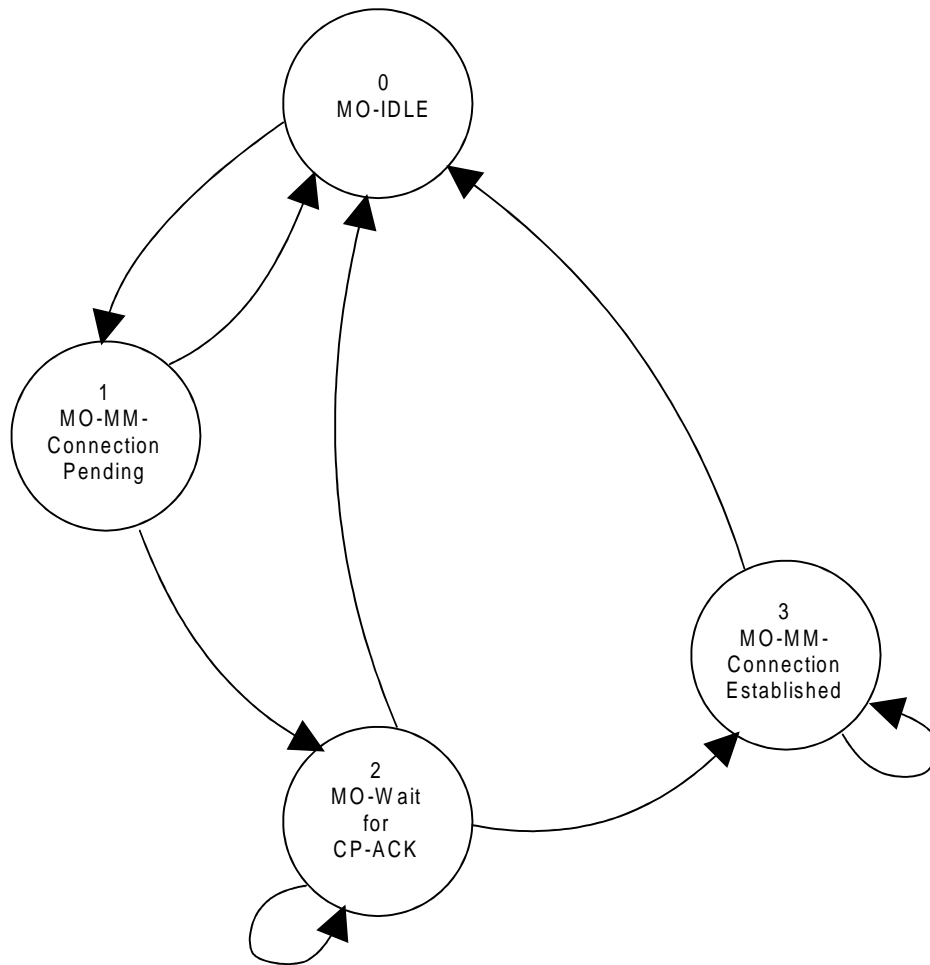 0
MO-IDLE
1
MO-MM-
Connection
Pending
3
MO-MM-
Connection
Established
2
MO-Wait
for
CP-ACK